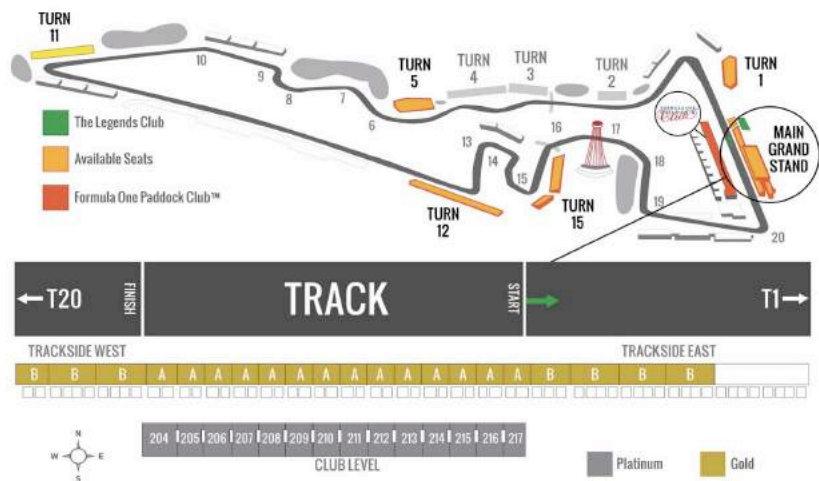 TURN
11
10
9
8
7
6
TURN
5
TURN
4
TURN
3
TURN
2
TURN
1
The Legends Club
Available Seats
Formula One Paddock Club™
13
14
15
16
17
18
19
20
TURN
12
TURN
15
Club
MAIN
GRAND
STAND
T20
FINISH
TRACK
START
T1
TRACKSIDE WEST
TRACKSIDE EAST
B B B A A A A A A A A A A A A A A B B B B
204 205 206 207 208 209 210 211 212 213 214 215 216 217
CLUB LEVEL
N
W E
S
Platinum
Gold